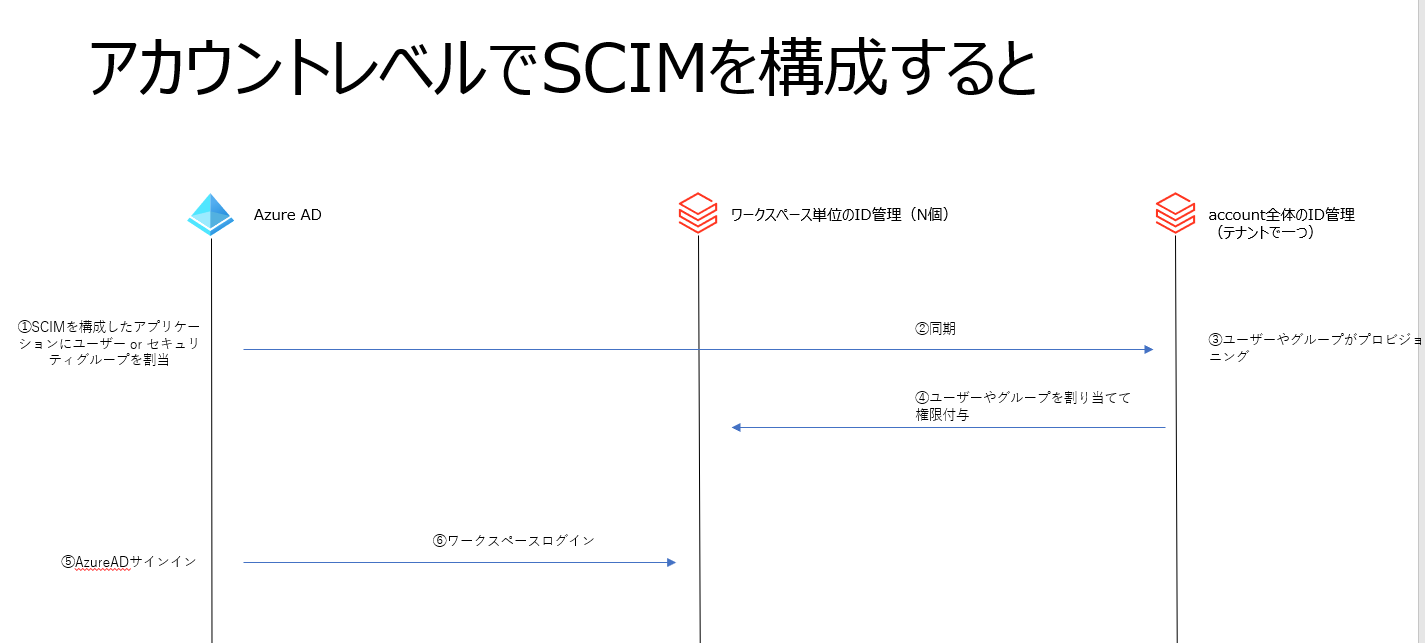 アカウントレベルでSCIMを構成すると
Azure AD
ワークスペース単位のID管理（N個）
account全体のID管理
（テナントで一つ）
①SCIMを構成したアプリケー
ションにユーザー or セキュリ
ティグループを割当
②同期
③ユーザーやグループがプロビジョ
ニング
④ユーザーやグループを割り当てて
権限付与
⑤AzureADサインイン
⑥ワークスペースログイン